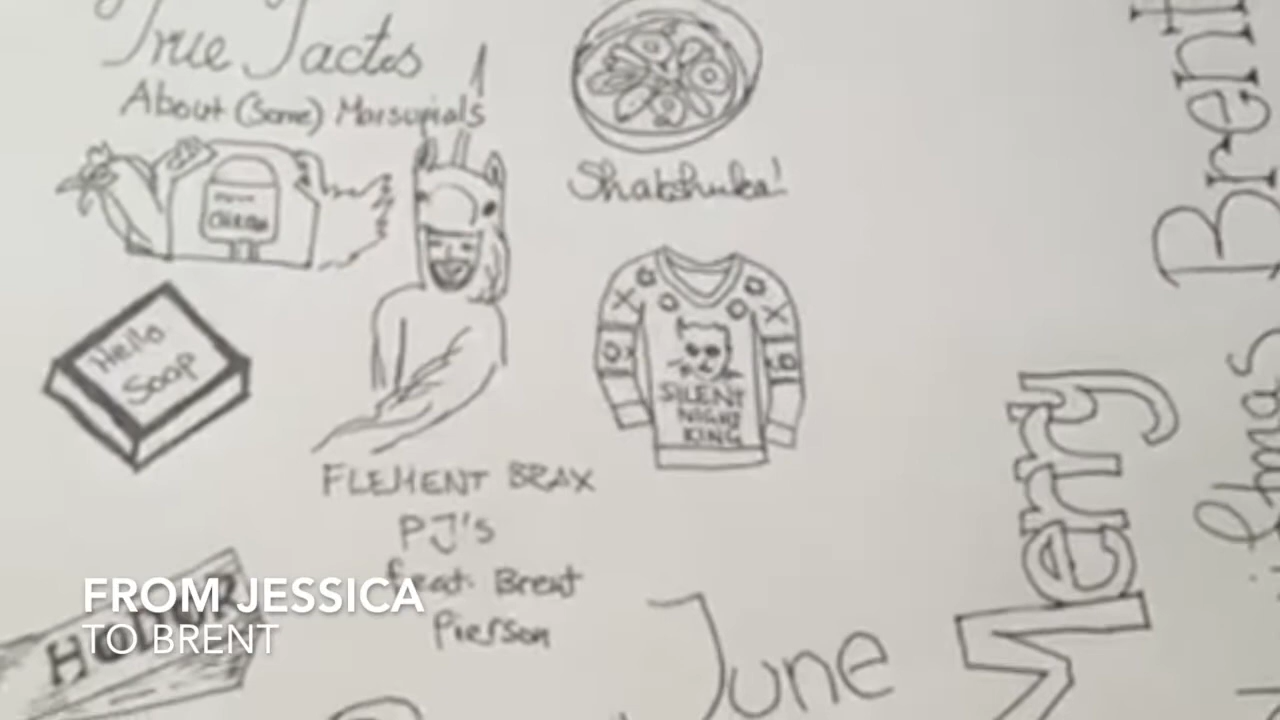 True Factes
About (Some) Marsupials
Shakshuka!
Hello
Soap
SILENT
NIGHT
KING
FLEMENT BRAX
PJ's
feat. Brent
Pierson
FROM JESSICA
TO BRENT
June
Merry
Brent